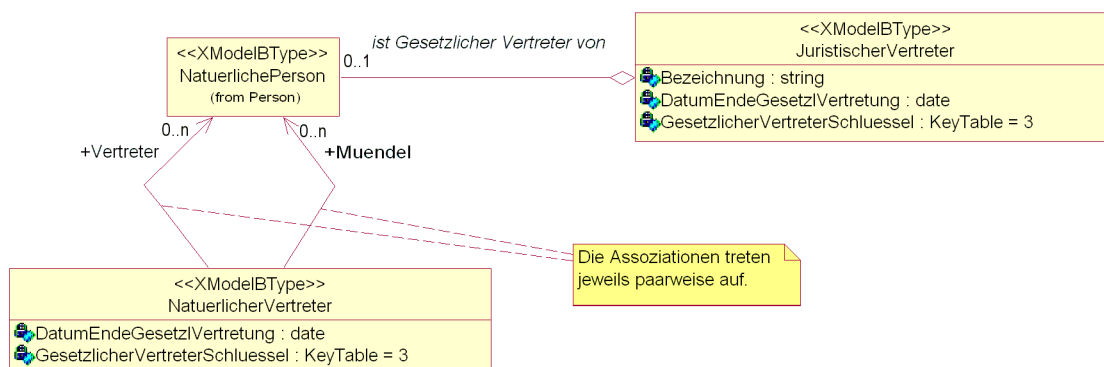 <<XModelBType>>
NatuerlichePerson
(from Person)
ist Gesetzlicher Vertreter von
0..1
<<XModelBType>>
JuristischerVertreter
Bezeichnung : string
DatumEndeGesetzlVertretung : date
GesetzlicherVertreterSchluessel : KeyTable = 3
0..n
0..n
+Vertreter
+Muendel
Die Assoziationen treten
jeweils paarweise auf.
<<XModelBType>>
NatuerlicherVertreter
DatumEndeGesetzlVertretung : date
GesetzlicherVertreterSchluessel : KeyTable = 3